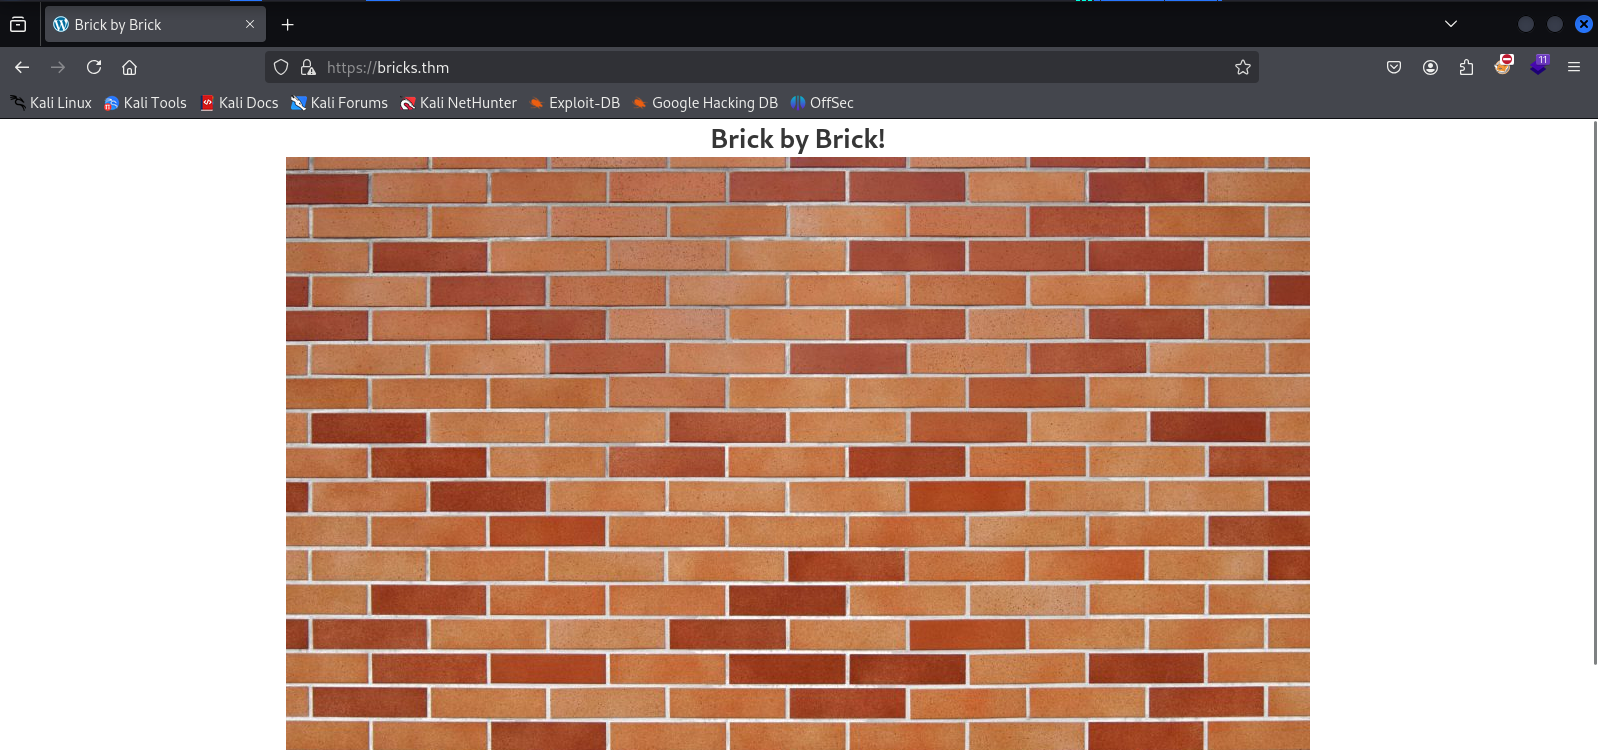 Brick by Brick
https://bricks.thm
11
Kali Linux Kali Tools Kali Docs Kali Forums Kali NetHunter Exploit-DB Google Hacking DB OffSec
Brick by Brick!